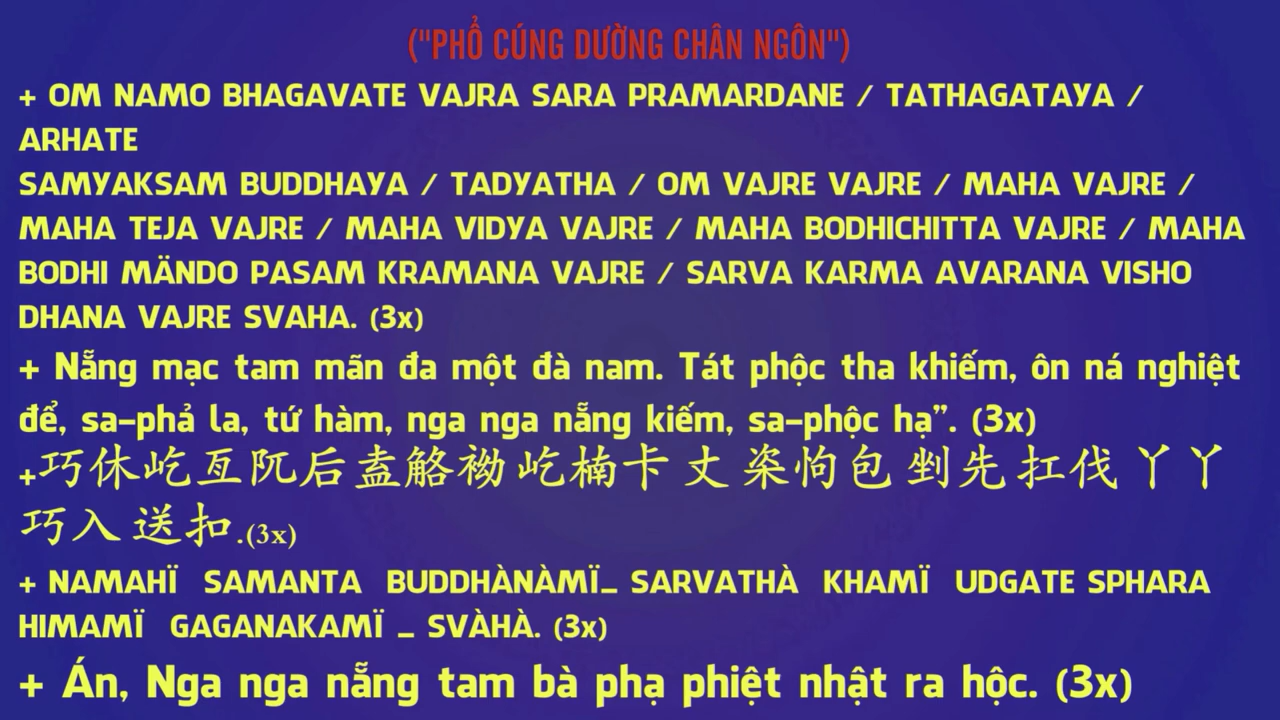 ("PHỔ CÚNG DƯỜNG CHÂN NGÔN")
+ OM NAMO BHAGAVATE VAJRA SARA PRAMARDANE / TATHAGATAYA /
ARHATE
SAMYAKSAM BUDDHAYA / TADYATHA / OM VAJRE VAJRE / MAHA VAJRE /
MAHA TEJA VAJRE / MAHA VIDYA VAJRE / MAHA BODHICHITTA VAJRE / MAHA
BODHI MÄNDO PASAM KRAMANA VAJRE / SARVA KARMA AVARANA VISHO
DHANA VAJRE SVAHA. (3x)
+ Nẵng mạc tam mãn đa một đà nam. Tát phộc tha khiếm, ôn ná nghiệt
để, sa-phả la, tứ hàm, nga nga nẵng kiếm, sa-phộc hạ”. (3x)
+巧休屹亙阢后盍觡袎屹楠卡丈栥怐包剉先扛伐丫丫
巧入送扣.(3x)
+ NAMAHÏ SAMANTA BUDDHÀNÀMÏ_ SARVATHÀ KHAMÏ UDGATE SPHARA
HIMAMÏ GAGANAKAMÏ _ SVÀHÀ. (3x)
+ Án, Nga nga nẵng tam bà phạ phiệt nhật ra hộc. (3x)